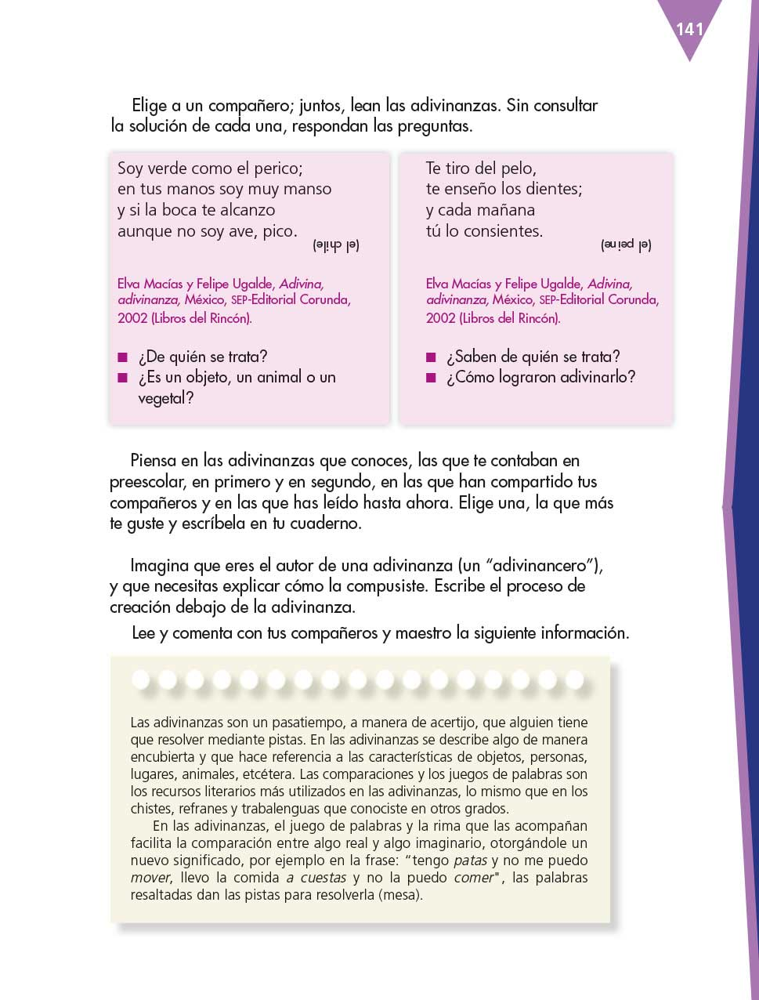 141
Elige a un compañero; juntos, lean las adivinanzas. Sin consultar
la solución de cada una, respondan las preguntas.
Soy verde como el perico;
en tus manos soy muy manso
y si la boca te alcanzo
aunque no soy ave, pico.
(el chile)
Elva Macías y Felipe Ugalde, Adivina,
adivinanza, México, SEP-Editorial Corunda,
2002 (Libros del Rincón).
■ ¿De quién se trata?
■ ¿Es un objeto, un animal o un
vegetal?
Te tiro del pelo,
te enseño los dientes;
y cada mañana
tú lo consientes.
(el peine)
Elva Macías y Felipe Ugalde, Adivina,
adivinanza, México, SEP-Editorial Corunda,
2002 (Libros del Rincón).
■ ¿Saben de quién se trata?
■ ¿Cómo lograron adivinarlo?
Piensa en las adivinanzas que conoces, las que te contaban en
preescolar, en primero y en segundo, en las que han compartido tus
compañeros y en las que has leído hasta ahora. Elige una, la que más
te guste y escríbela en tu cuaderno.
Imagina que eres el autor de una adivinanza (un “adivinancero”),
y que necesitas explicar cómo la compusiste. Escribe el proceso de
creación debajo de la adivinanza.
Lee y comenta con tus compañeros y maestro la siguiente información.
Las adivinanzas son un pasatiempo, a manera de acertijo, que alguien tiene
que resolver mediante pistas. En las adivinanzas se describe algo de manera
encubierta y que hace referencia a las características de objetos, personas,
lugares, animales, etcétera. Las comparaciones y los juegos de palabras son
los recursos literarios más utilizados en las adivinanzas, lo mismo que en los
chistes, refranes y trabalenguas que conociste en otros grados.
En las adivinanzas, el juego de palabras y la rima que las acompañan
facilita la comparación entre algo real y algo imaginario, otorgándole un
nuevo significado, por ejemplo en la frase: “tengo patas y no me puedo
mover, llevo la comida a cuestas y no la puedo comer", las palabras
resaltadas dan las pistas para resolverla (mesa).